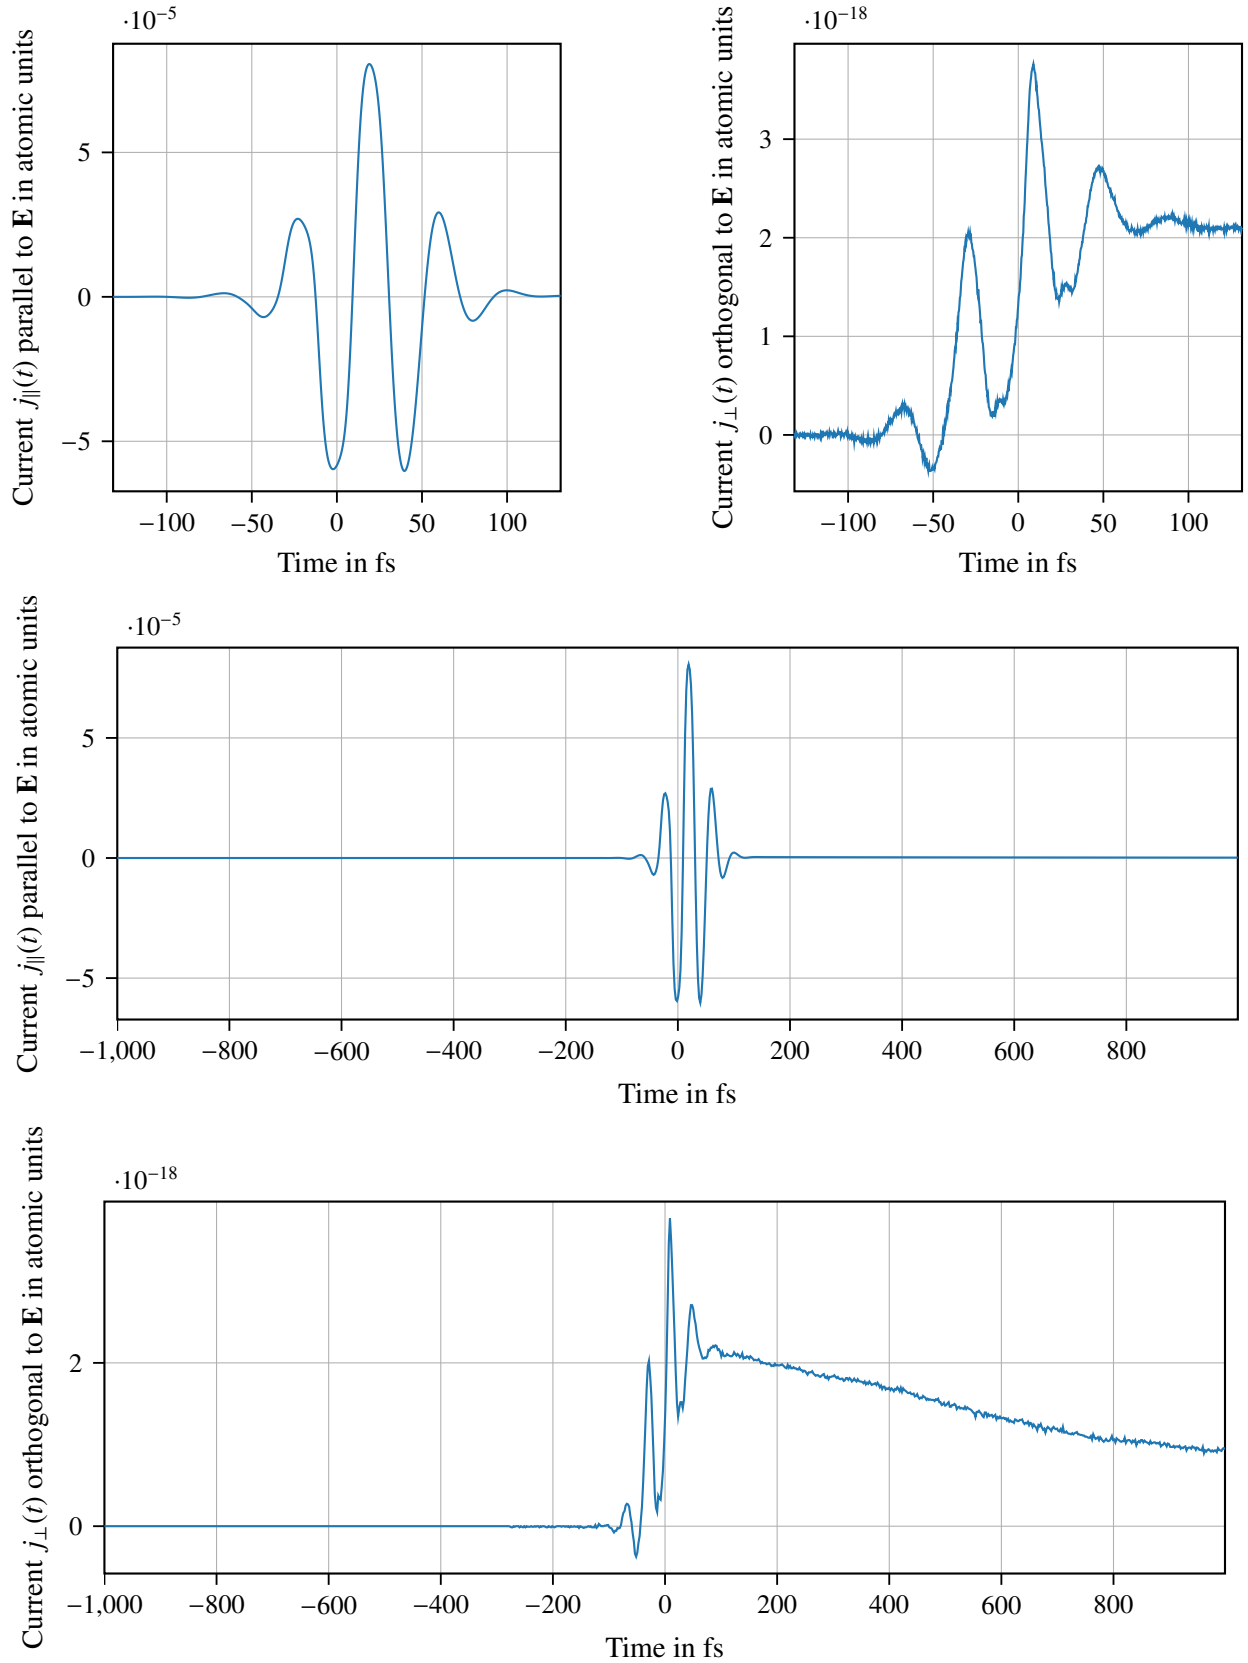 ·10⁻⁵
Current j∥(t) parallel to E in atomic units
5
0
−5
−100 −50 0 50 100
Time in fs
·10⁻¹⁸
Current j⊥(t) orthogonal to E in atomic units
3
2
1
0
−100 −50 0 50 100
Time in fs
·10⁻⁵
Current j∥(t) parallel to E in atomic units
5
0
−5
−1,000 −800 −600 −400 −200 0 200 400 600 800
Time in fs
·10⁻¹⁸
Current j⊥(t) orthogonal to E in atomic units
2
0
−1,000 −800 −600 −400 −200 0 200 400 600 800
Time in fs